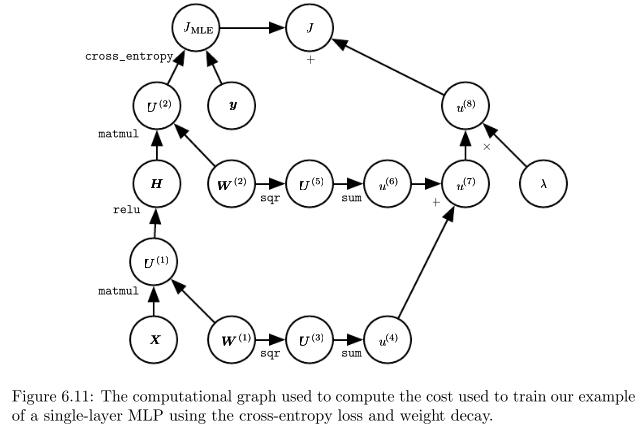 J_MLE J
cross_entropy +
U^(2) y u^(8)
matmul ×
H W^(2) U^(5) u^(6) u^(7) λ
relu sqr sum +
U^(1)
matmul
X W^(1) U^(3) u^(4)
sqr sum
Figure 6.11: The computational graph used to compute the cost used to train our example
of a single-layer MLP using the cross-entropy loss and weight decay.